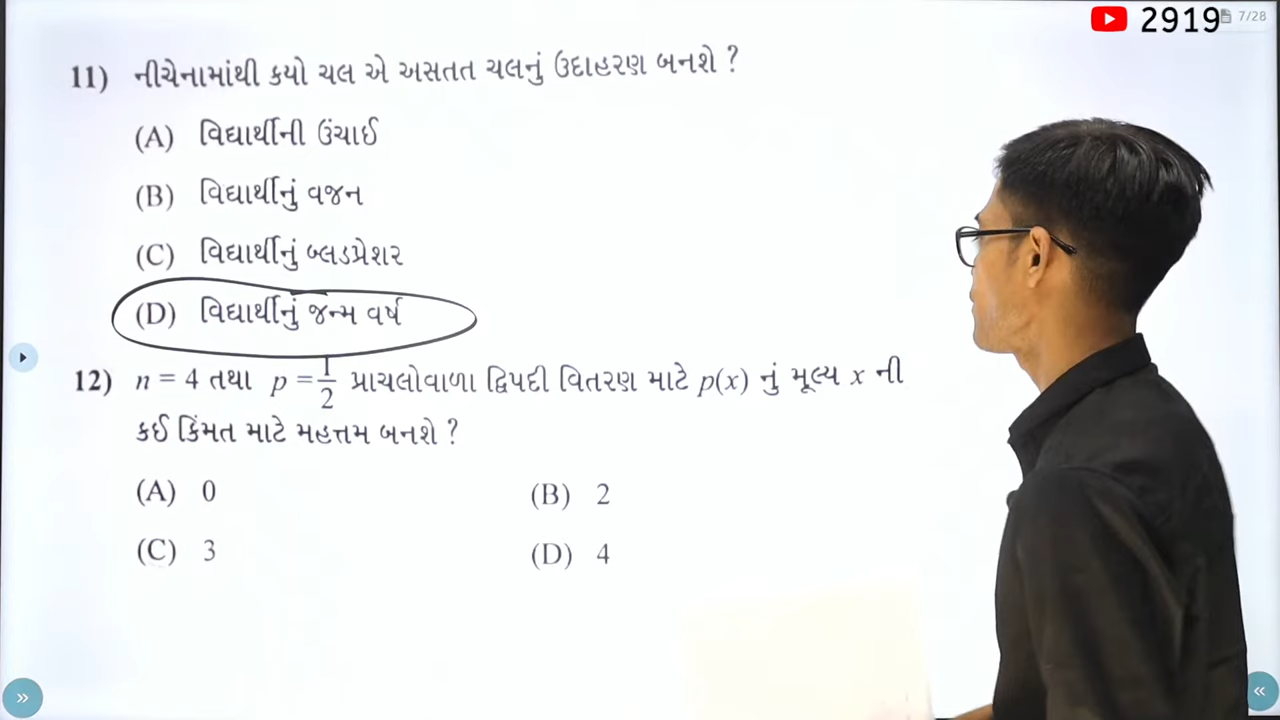 2919 7/28
11) નીચેનામાંથી કયો ચલ એ અસતત ચલનું ઉદાહરણ બનશે ?
(A) વિદ્યાર્થીની ઉંચાઈ
(B) વિદ્યાર્થીનું વજન
(C) વિદ્યાર્થીનું બ્લડપ્રેશર
(D) વિદ્યાર્થીનું જન્મ વર્ષ
12) n = 4 તથા p = 1/2 પ્રાચલોવાળા દ્વિપદી વિતરણ માટે p(x) નું મૂલ્ય x ની
કઈ કિંમત માટે મહત્તમ બનશે ?
(A) 0 (B) 2
(C) 3 (D) 4